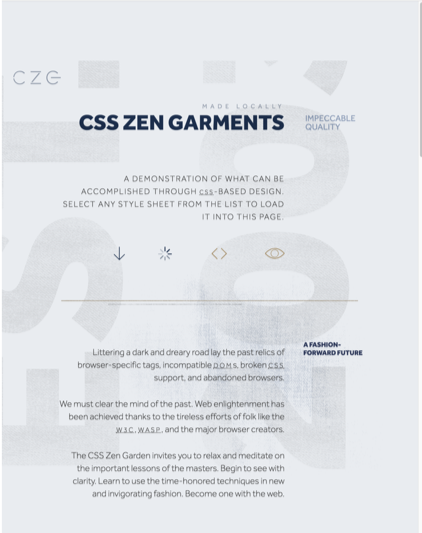 CZG
MADE LOCALLY
CSS ZEN GARMENTS
IMPECCABLE
QUALITY
A DEMONSTRATION OF WHAT CAN BE
ACCOMPLISHED THROUGH CSS-BASED DESIGN.
SELECT ANY STYLE SHEET FROM THE LIST TO LOAD
IT INTO THIS PAGE.
A FASHION-
FORWARD FUTURE
Littering a dark and dreary road lay the past relics of
browser-specific tags, incompatible DOMs, broken CSS
support, and abandoned browsers.
We must clear the mind of the past. Web enlightenment has
been achieved thanks to the tireless efforts of folk like the
W3C, WASP, and the major browser creators.
The CSS Zen Garden invites you to relax and meditate on
the important lessons of the masters. Begin to see with
clarity. Learn to use the time-honored techniques in new
and invigorating fashion. Become one with the web.